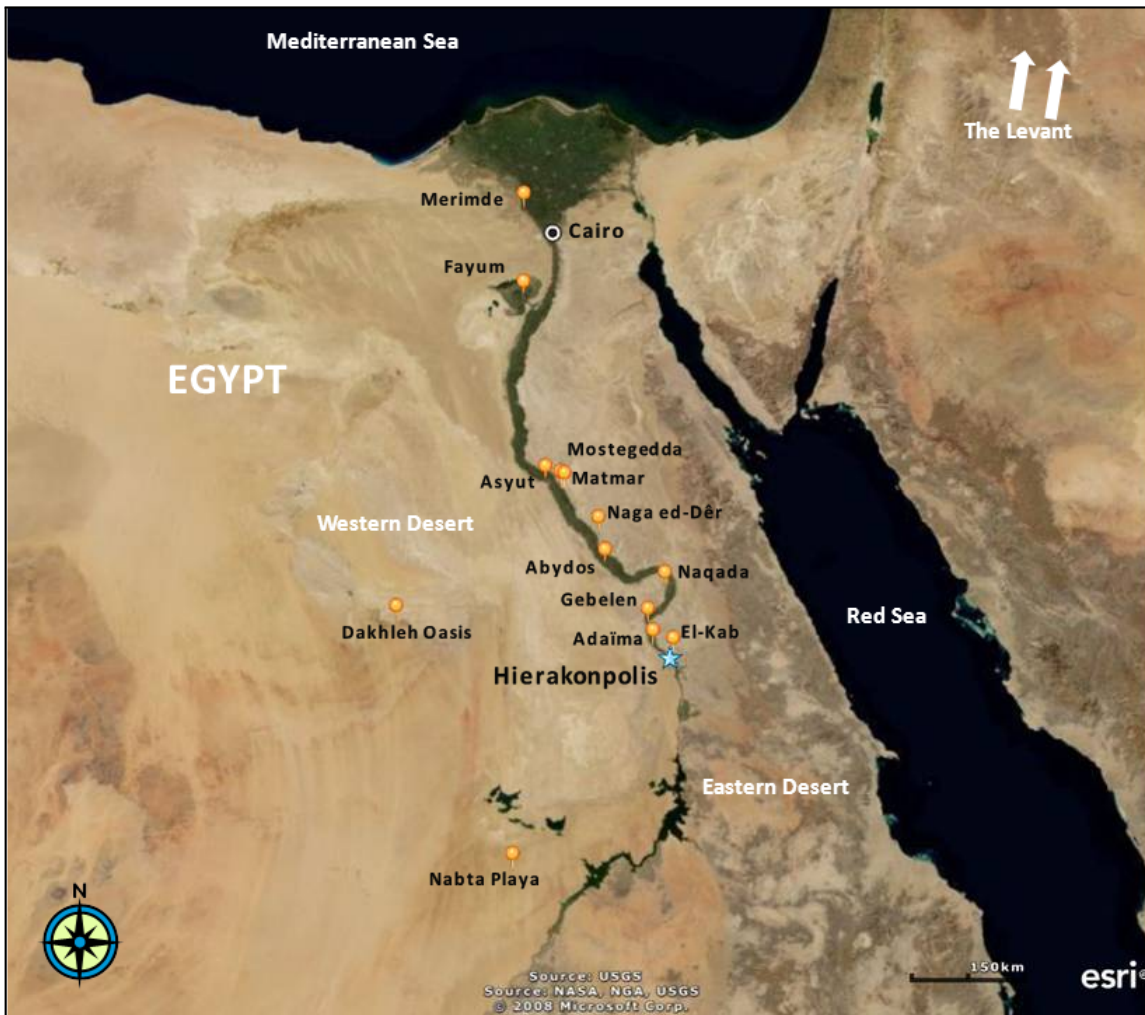 Mediterranean Sea
The Levant
Merimde
Cairo
Fayum
EGYPT
Mostegedda
Asyut
Matmar
Western Desert
Naga ed-Dêr
Abydos
Naqada
Gebelen
Red Sea
Dakhleh Oasis
Adaïma
El-Kab
Hierakonpolis
Eastern Desert
Nabta Playa
N
150km
Source: USGS
Source: NASA, NGA, USGS
© 2008 Microsoft Corp.
esri®